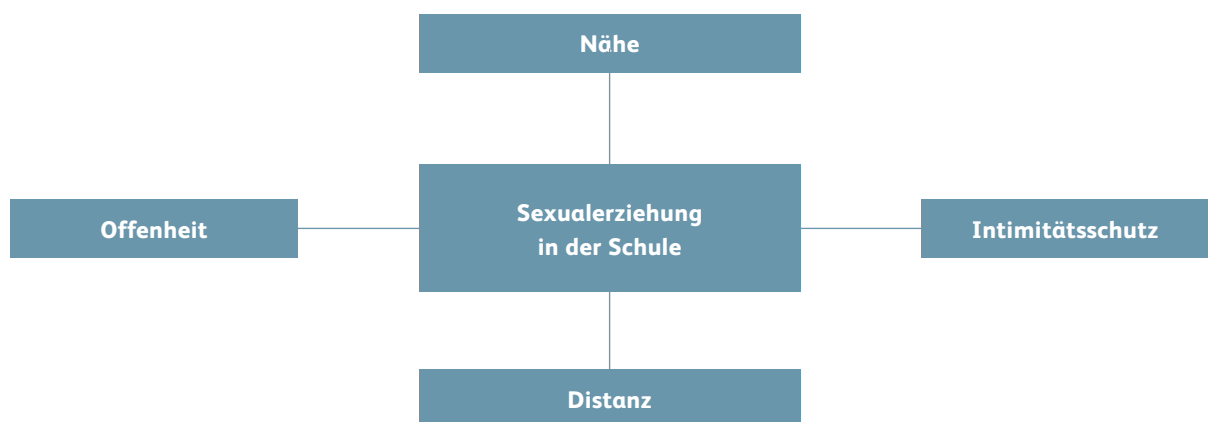 Nähe
Offenheit
Sexualerziehung
in der Schule
Intimitätsschutz
Distanz